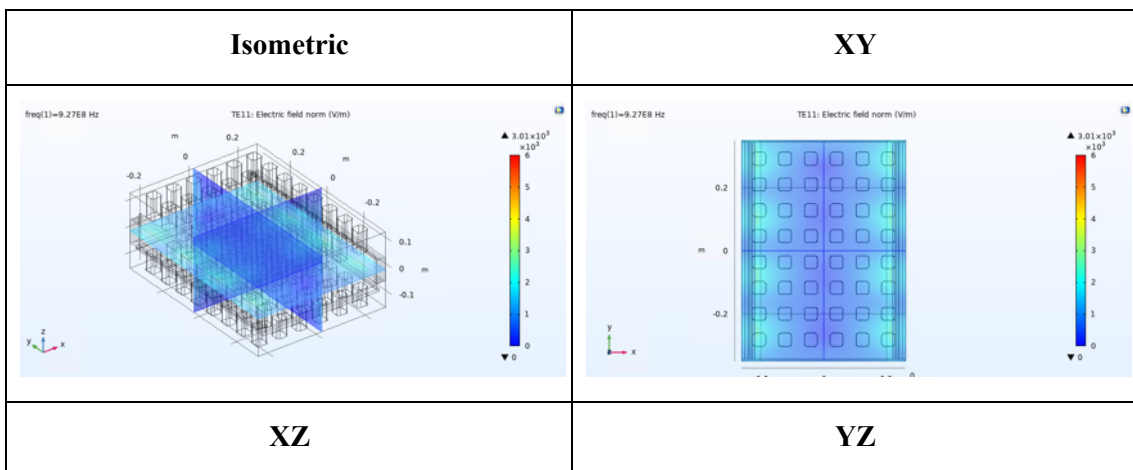 Isometric
XY
freq(1)=9.27E8 Hz
TE11: Electric field norm (V/m)
m
0.2
0
-0.2
m
0.2
0
-0.2
0.1
0
m
-0.1
▲ 3.01×10³
×10³
6
5
4
3
2
1
0
▼ 0
z
y
x
freq(1)=9.27E8 Hz
TE11: Electric field norm (V/m)
0.2
m
0
-0.2
▲ 3.01×10³
×10³
6
5
4
3
2
1
0
▼ 0
y
x
XZ
YZ